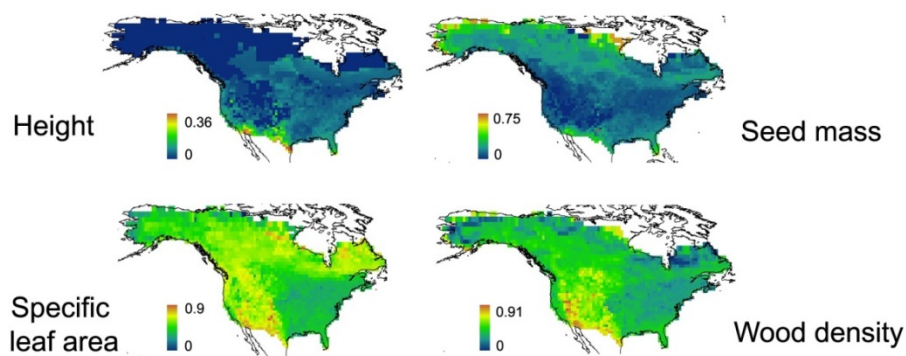 Height
0.36
0
0.75
0
Seed mass
Specific
leaf area
0.9
0
0.91
0
Wood density